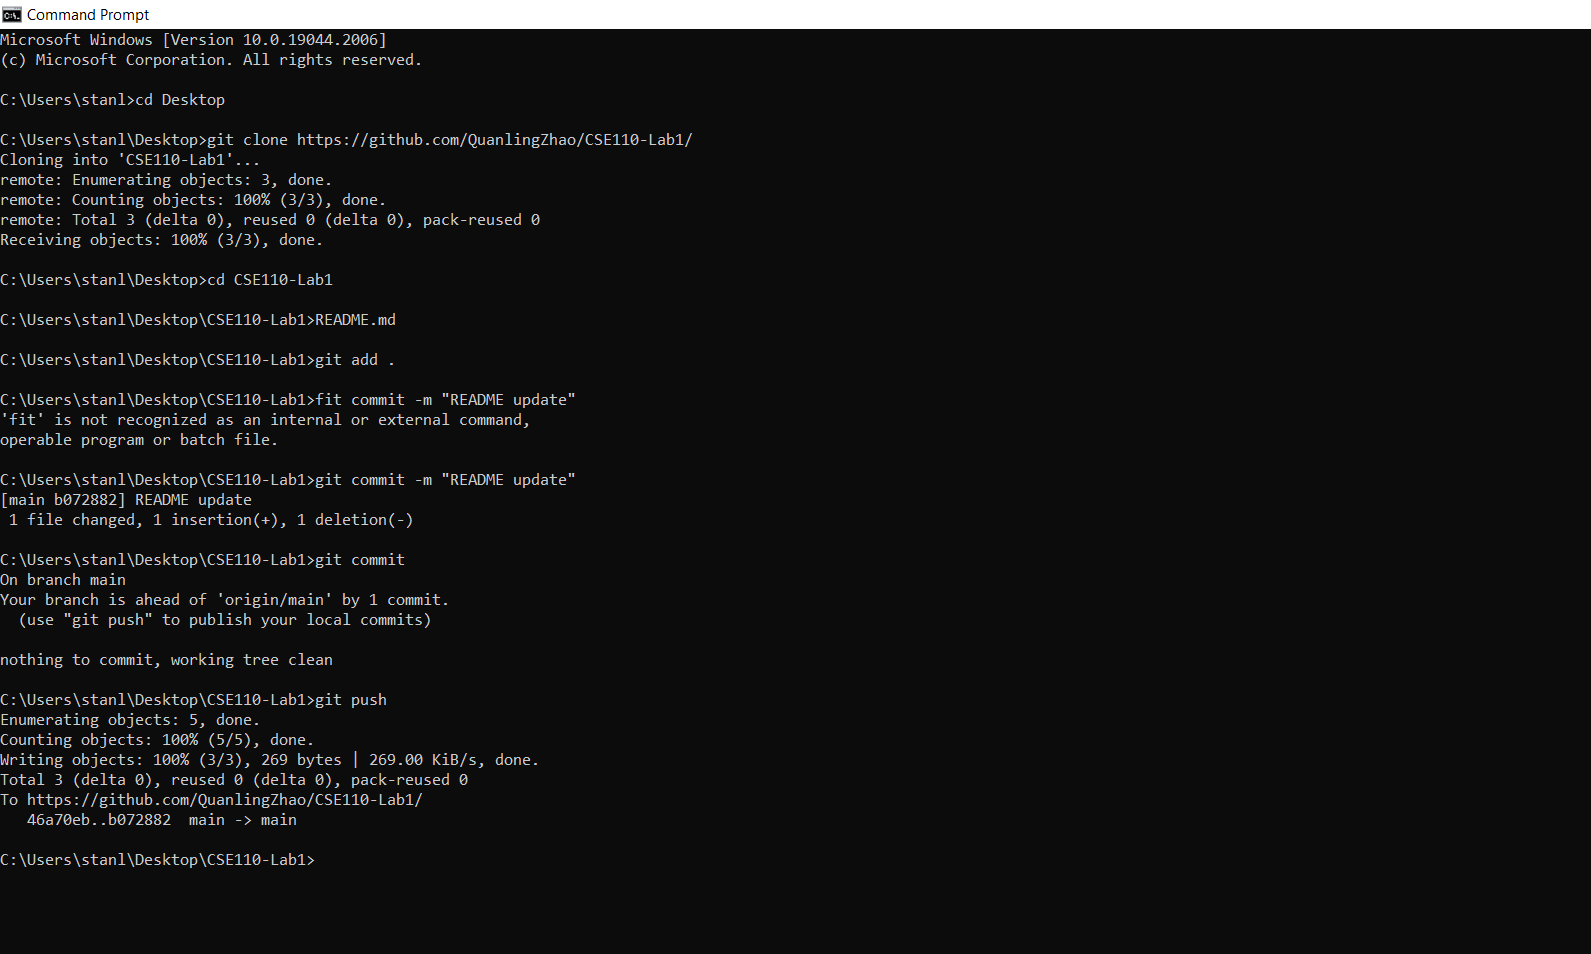 Command Prompt
Microsoft Windows [Version 10.0.19044.2006]
(c) Microsoft Corporation. All rights reserved.
C:\Users\stanl>cd Desktop
C:\Users\stanl\Desktop>git clone https://github.com/QuanlingZhao/CSE110-Lab1/
Cloning into 'CSE110-Lab1'...
remote: Enumerating objects: 3, done.
remote: Counting objects: 100% (3/3), done.
remote: Total 3 (delta 0), reused 0 (delta 0), pack-reused 0
Receiving objects: 100% (3/3), done.
C:\Users\stanl\Desktop>cd CSE110-Lab1
C:\Users\stanl\Desktop\CSE110-Lab1>README.md
C:\Users\stanl\Desktop\CSE110-Lab1>git add .
C:\Users\stanl\Desktop\CSE110-Lab1>fit commit -m "README update"
'fit' is not recognized as an internal or external command,
operable program or batch file.
C:\Users\stanl\Desktop\CSE110-Lab1>git commit -m "README update"
[main b072882] README update
 1 file changed, 1 insertion(+), 1 deletion(-)
C:\Users\stanl\Desktop\CSE110-Lab1>git commit
On branch main
Your branch is ahead of 'origin/main' by 1 commit.
  (use "git push" to publish your local commits)
nothing to commit, working tree clean
C:\Users\stanl\Desktop\CSE110-Lab1>git push
Enumerating objects: 5, done.
Counting objects: 100% (5/5), done.
Writing objects: 100% (3/3), 269 bytes | 269.00 KiB/s, done.
Total 3 (delta 0), reused 0 (delta 0), pack-reused 0
To https://github.com/QuanlingZhao/CSE110-Lab1/
   46a70eb..b072882  main -> main
C:\Users\stanl\Desktop\CSE110-Lab1>